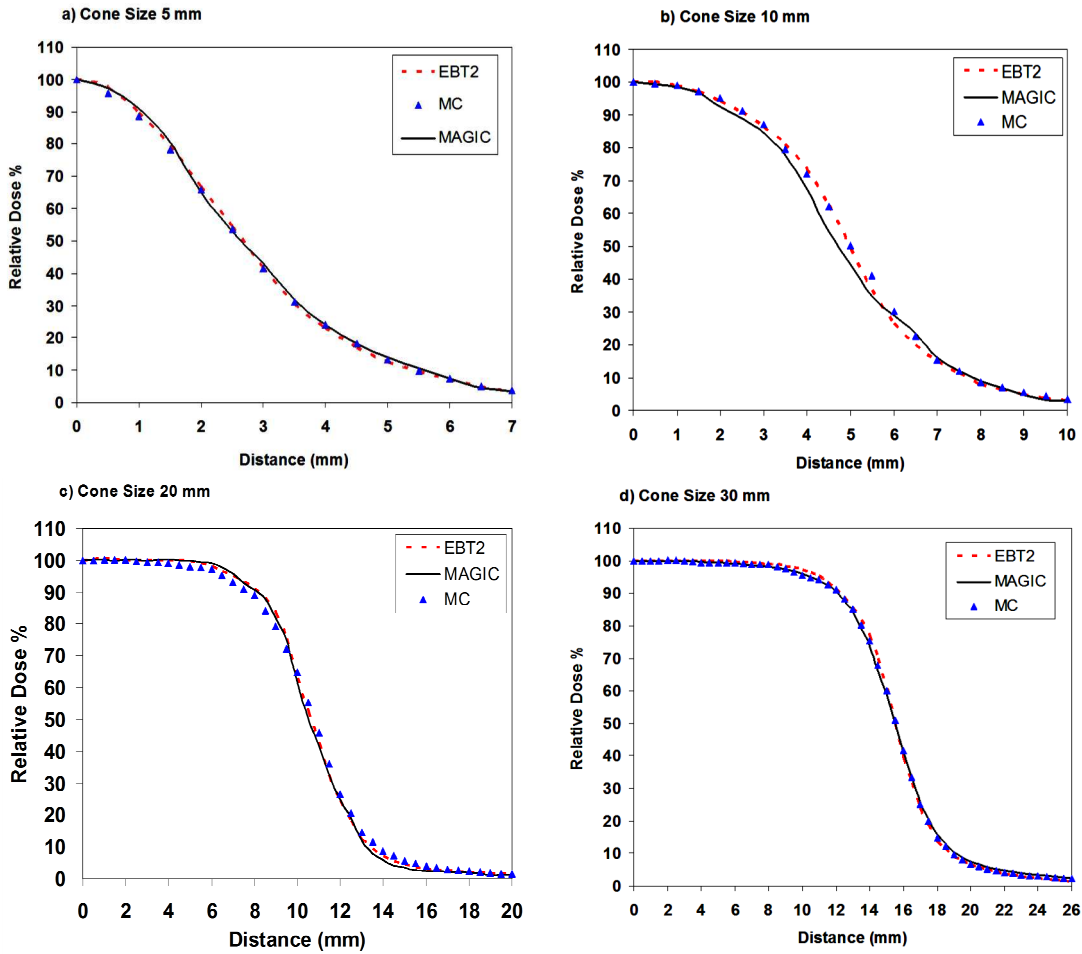 a) Cone Size 5 mm
110
100
90
80
70
60
50
40
30
20
10
0
Relative Dose %
EBT2
MC
MAGIC
0 1 2 3 4 5 6 7
Distance (mm)
b) Cone Size 10 mm
110
100
90
80
70
60
50
40
30
20
10
0
Relative Dose %
EBT2
MAGIC
MC
0 1 2 3 4 5 6 7 8 9 10
Distance (mm)
c) Cone Size 20 mm
110
100
90
80
70
60
50
40
30
20
10
0
Relative Dose %
EBT2
MAGIC
MC
0 2 4 6 8 10 12 14 16 18 20
Distance (mm)
d) Cone Size 30 mm
110
100
90
80
70
60
50
40
30
20
10
0
Relative Dose %
EBT2
MAGIC
MC
0 2 4 6 8 10 12 14 16 18 20 22 24 26
Distance (mm)